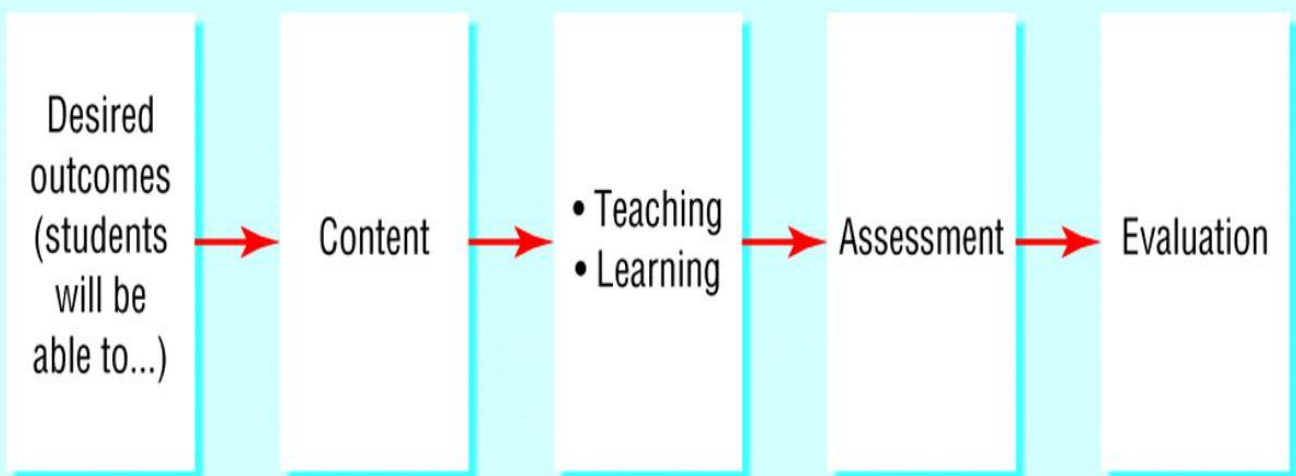 Desired
outcomes
(students
will be
able to...)
Content
• Teaching
• Learning
Assessment
Evaluation